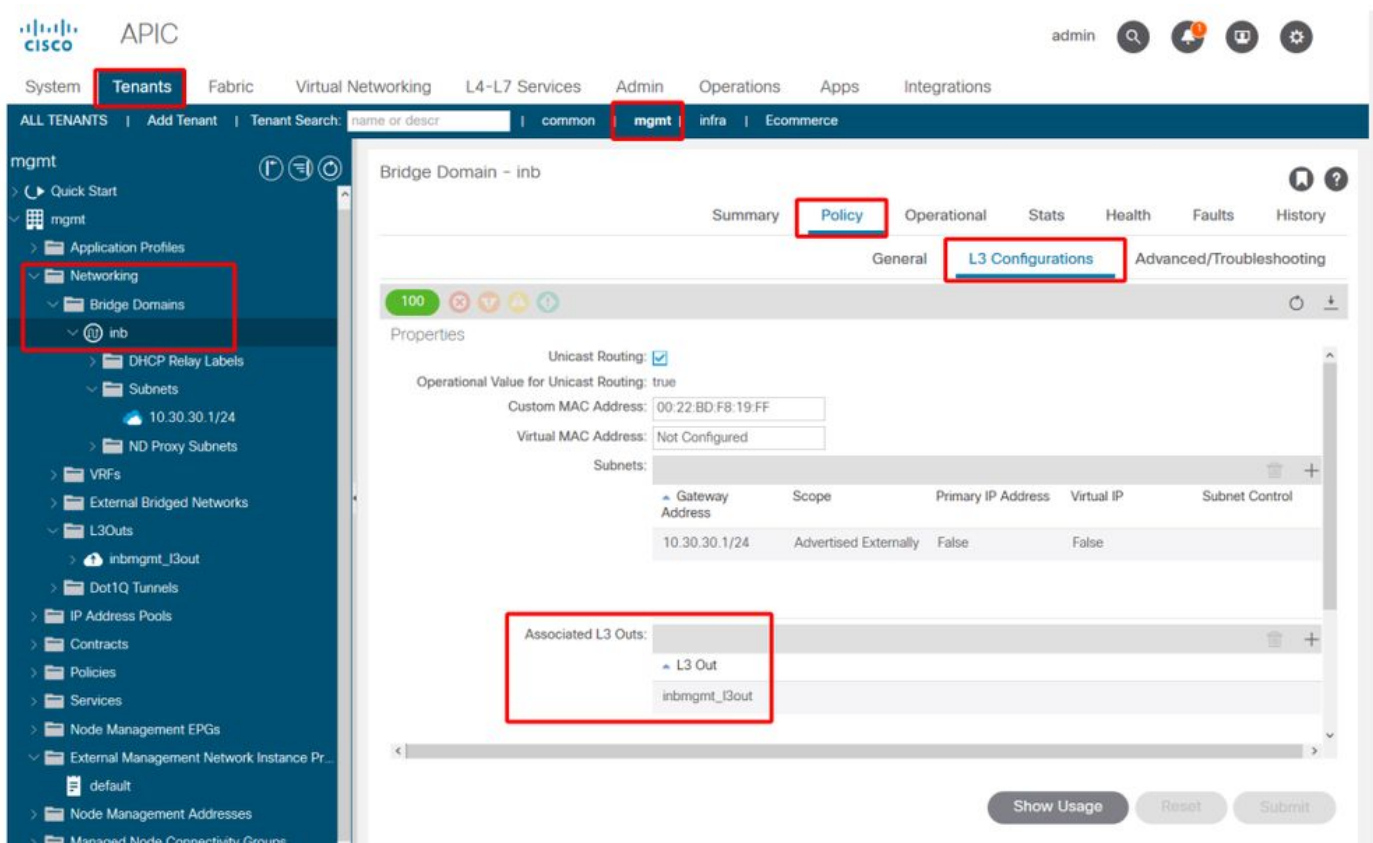 CISCO APIC admin 1
System Tenants Fabric Virtual Networking L4-L7 Services Admin Operations Apps Integrations
ALL TENANTS | Add Tenant | Tenant Search: name or descr | common | mgmt | infra | Ecommerce
mgmt
Quick Start
mgmt
Application Profiles
Networking
Bridge Domains
inb
DHCP Relay Labels
Subnets
10.30.30.1/24
ND Proxy Subnets
VRFs
External Bridged Networks
L3Outs
inbmgmt_l3out
Dot1Q Tunnels
IP Address Pools
Contracts
Policies
Services
Node Management EPGs
External Management Network Instance Pr...
default
Node Management Addresses
Managed Node Connectivity Groups
Bridge Domain - inb
Summary Policy Operational Stats Health Faults History
General L3 Configurations Advanced/Troubleshooting
100
Properties
Unicast Routing:
Operational Value for Unicast Routing: true
Custom MAC Address: 00:22:BD:F8:19:FF
Virtual MAC Address: Not Configured
Subnets:
Gateway Address Scope Primary IP Address Virtual IP Subnet Control
10.30.30.1/24 Advertised Externally False False
Associated L3 Outs:
L3 Out
inbmgmt_l3out
Show Usage Reset Submit